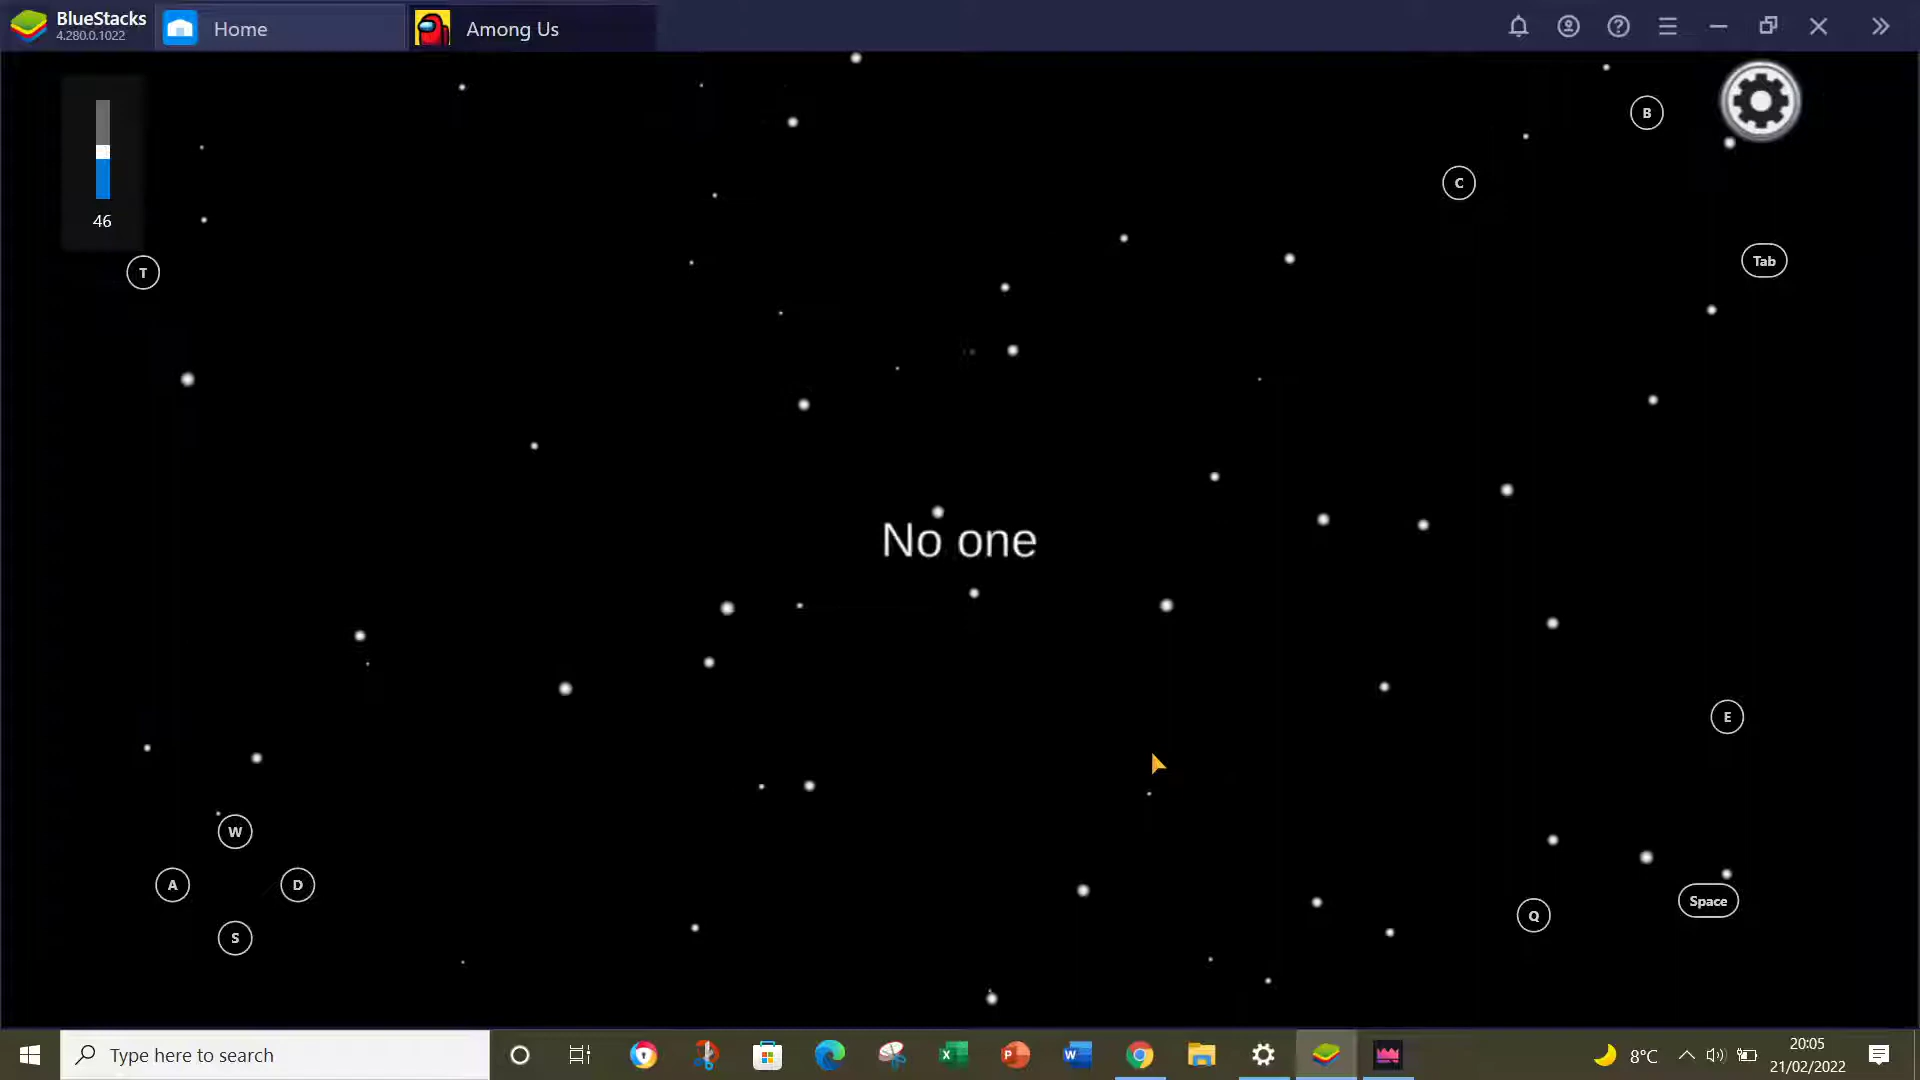 BlueStacks
4.280.0.1022
Home
Among Us
46
B
C
T
Tab
No one
E
W
A
D
S
Q
Space
Type here to search
8°C
20:05
21/02/2022